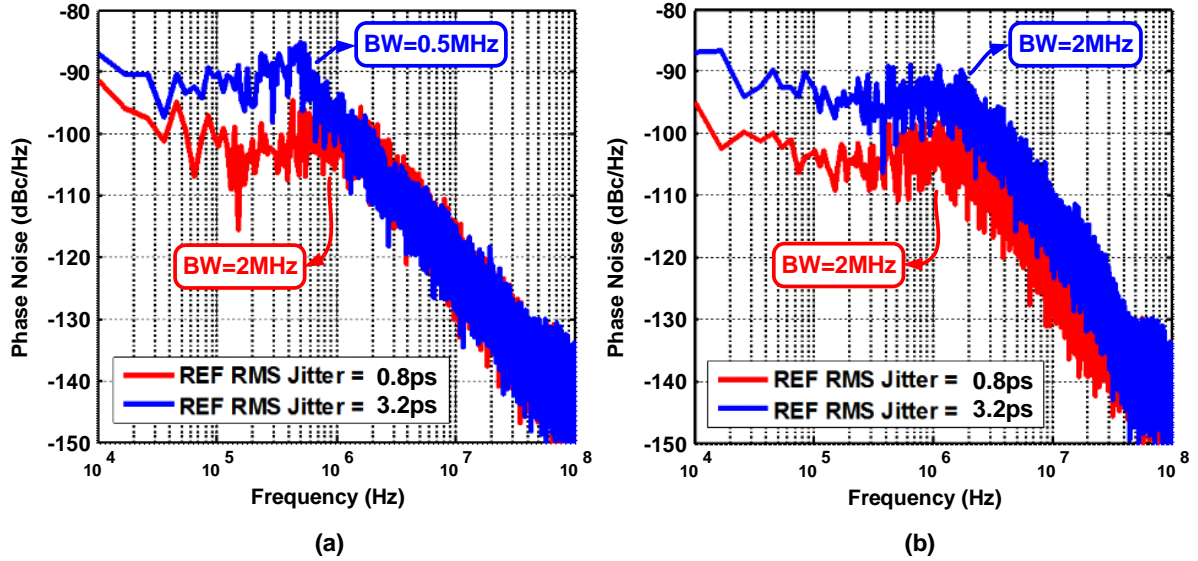 -80
-90
-100
-110
-120
-130
-140
-150
Phase Noise (dBc/Hz)
BW=0.5MHz
BW=2MHz
REF RMS Jitter = 0.8ps
REF RMS Jitter = 3.2ps
10^4 10^5 10^6 10^7 10^8
Frequency (Hz)
(a)
-80
-90
-100
-110
-120
-130
-140
-150
Phase Noise (dBc/Hz)
BW=2MHz
BW=2MHz
REF RMS Jitter = 0.8ps
REF RMS Jitter = 3.2ps
10^4 10^5 10^6 10^7 10^8
Frequency (Hz)
(b)